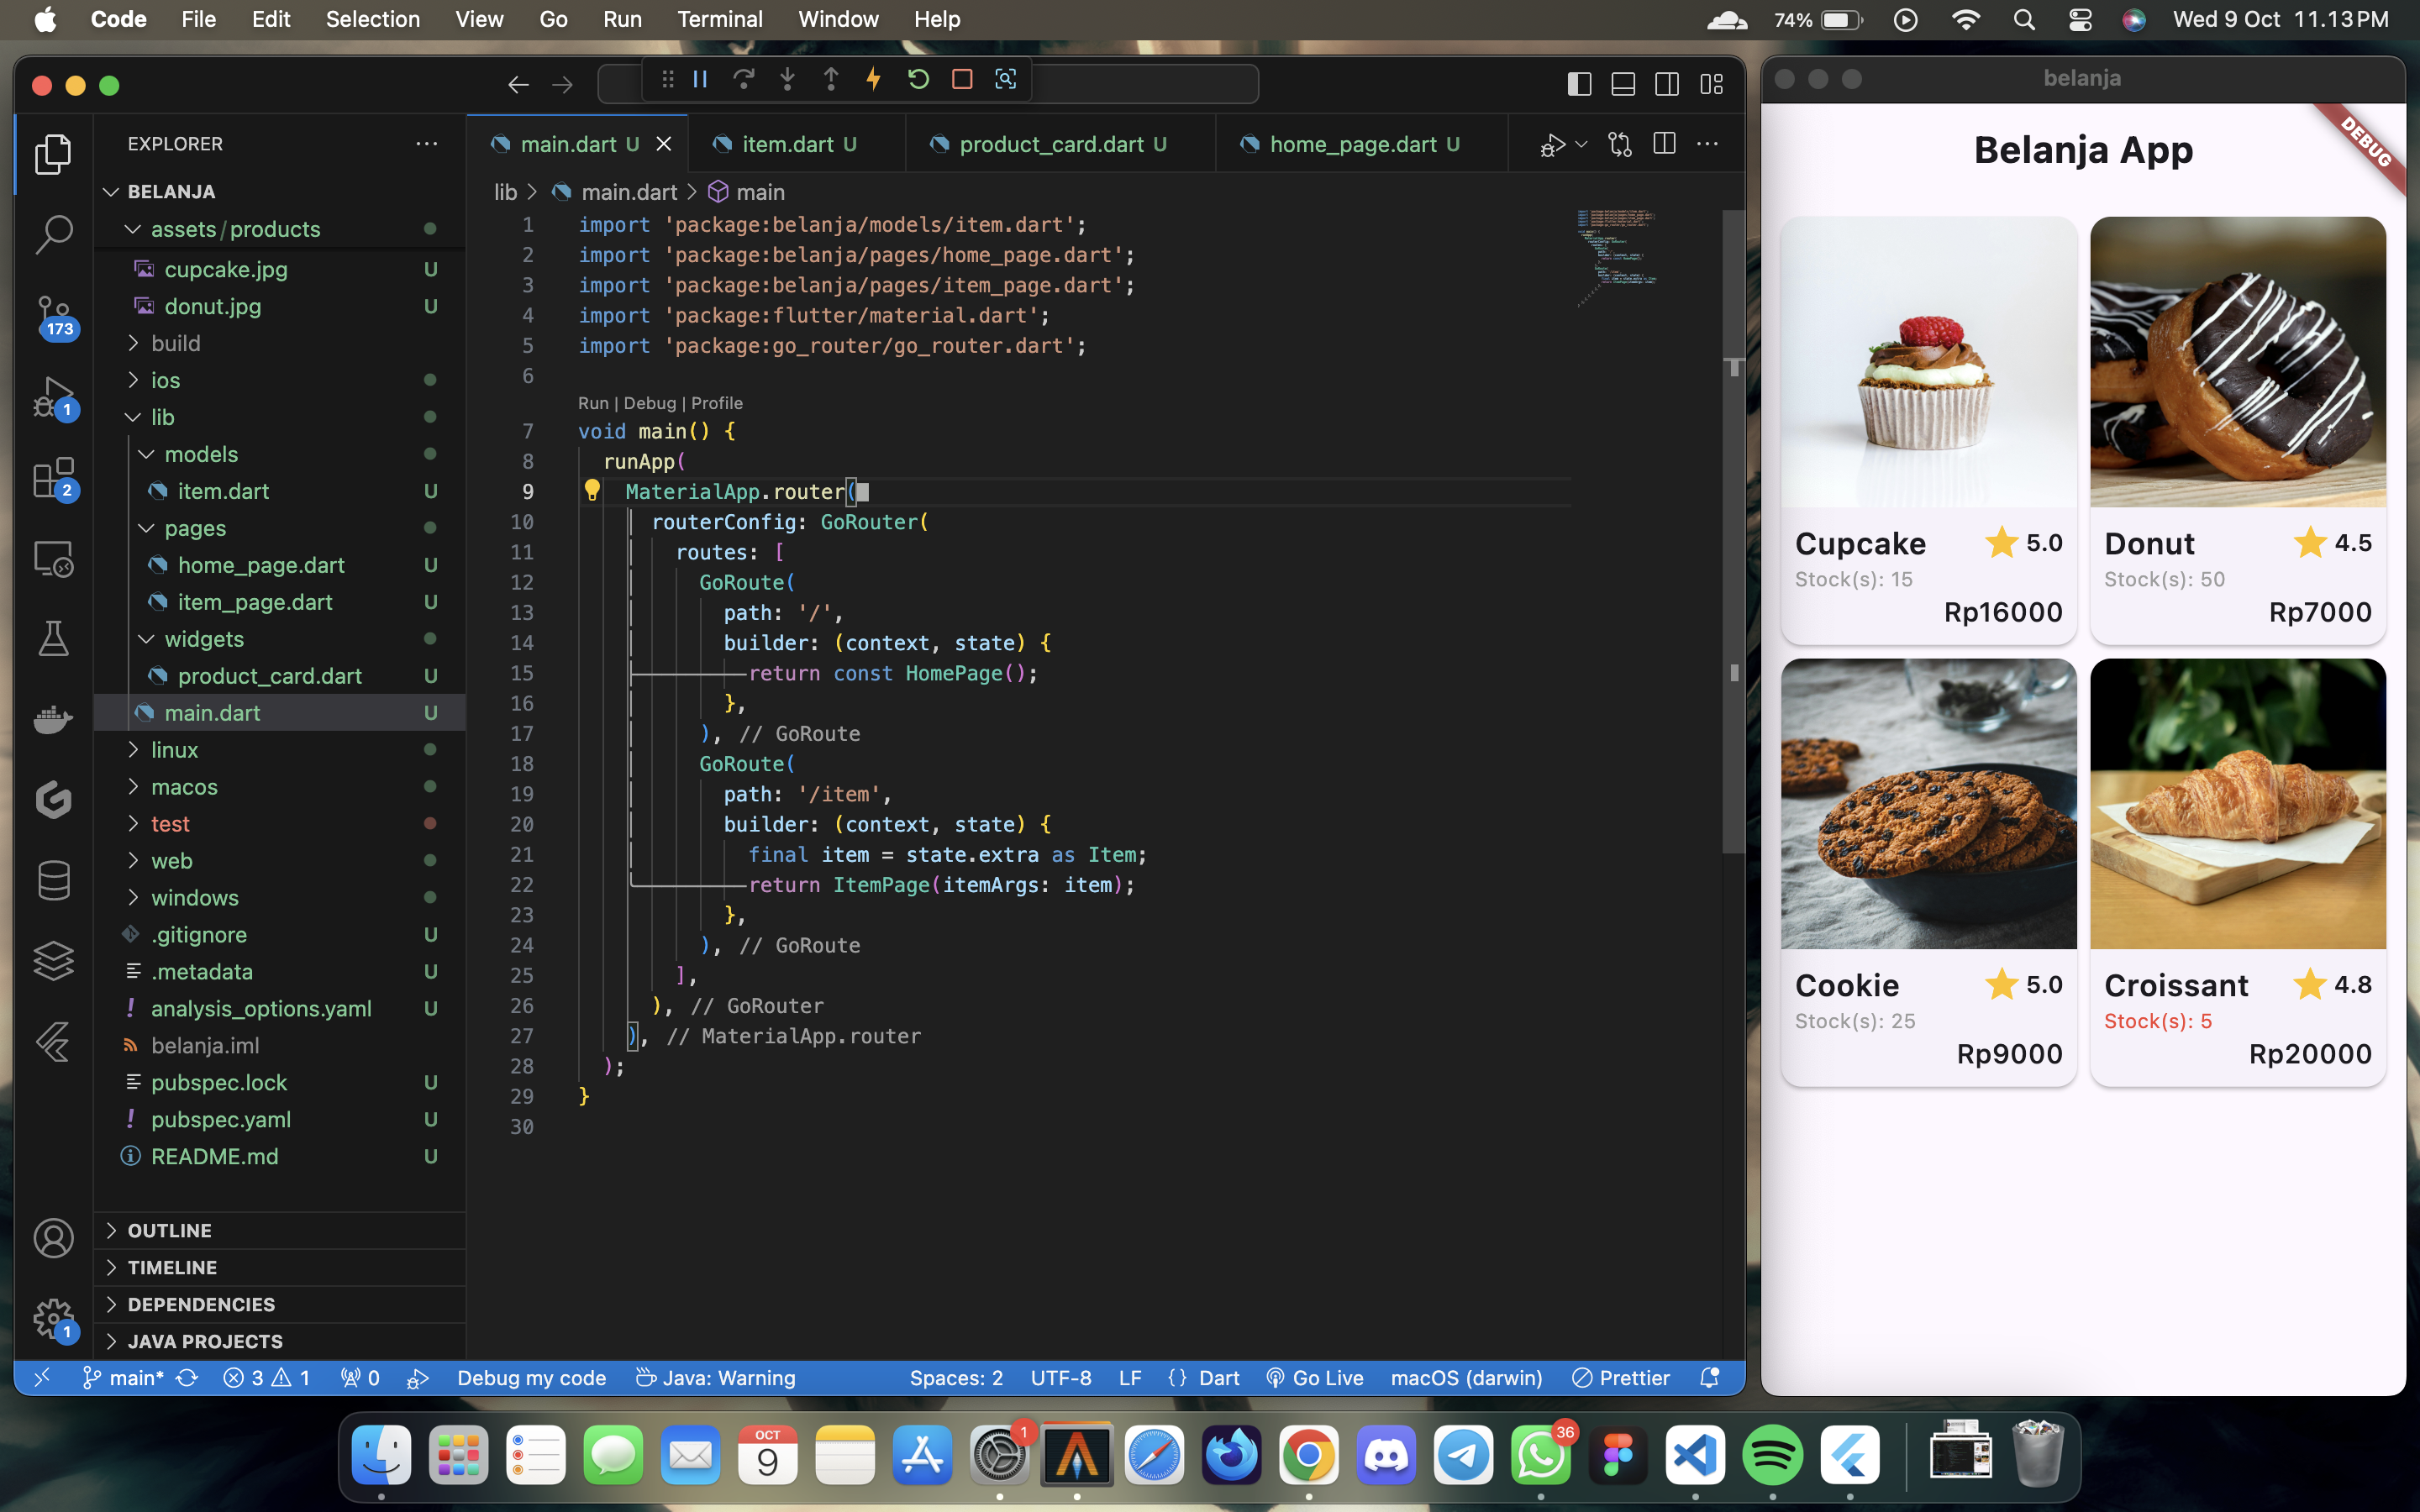 Code File Edit Selection View Go Run Terminal Window Help 74% Wed 9 Oct 11.13 PM
EXPLORER
BELANJA
assets/products
cupcake.jpg U
donut.jpg U
build
ios
lib
models
item.dart U
pages
home_page.dart U
item_page.dart U
widgets
product_card.dart U
main.dart U
linux
macos
test
web
windows
.gitignore U
.metadata U
analysis_options.yaml U
belanja.iml
pubspec.lock U
pubspec.yaml U
README.md U
OUTLINE
TIMELINE
DEPENDENCIES
JAVA PROJECTS
173
1
2
1
main.dart U item.dart U product_card.dart U home_page.dart U
lib > main.dart > main
1 import 'package:belanja/models/item.dart';
2 import 'package:belanja/pages/home_page.dart';
3 import 'package:belanja/pages/item_page.dart';
4 import 'package:flutter/material.dart';
5 import 'package:go_router/go_router.dart';
6
Run | Debug | Profile
7 void main() {
8 runApp(
9 MaterialApp.router(
10 routerConfig: GoRouter(
11 routes: [
12 GoRoute(
13 path: '/',
14 builder: (context, state) {
15 return const HomePage();
16 },
17 ), // GoRoute
18 GoRoute(
19 path: '/item',
20 builder: (context, state) {
21 final item = state.extra as Item;
22 return ItemPage(itemArgs: item);
23 },
24 ), // GoRoute
25 ],
26 ), // GoRouter
27 ), // MaterialApp.router
28 );
29 }
30
main* 3 1 0 Debug my code Java: Warning Spaces: 2 UTF-8 LF {} Dart Go Live macOS (darwin) Prettier
belanja
DEBUG
Belanja App
Cupcake 5.0
Stock(s): 15
Rp16000
Donut 4.5
Stock(s): 50
Rp7000
Cookie 5.0
Stock(s): 25
Rp9000
Croissant 4.8
Stock(s): 5
Rp20000
OCT
9
1
36